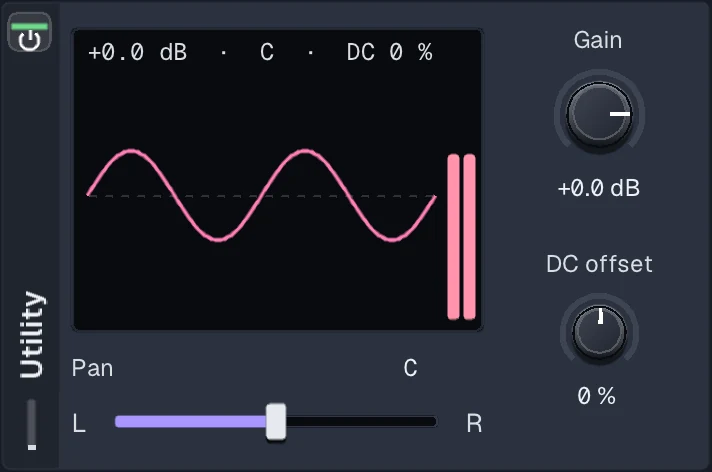 Utility
+0.0 dB · C · DC 0 %
Gain
+0.0 dB
DC offset
0 %
Pan C
L R